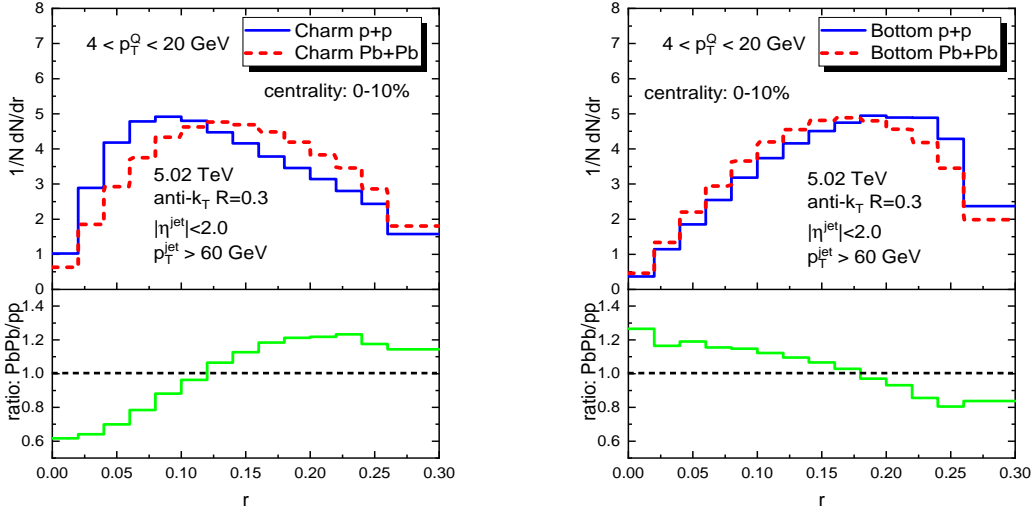 8
7
6
5
4
3
2
1
0
1/N dN/dr
4 < p_T^Q < 20 GeV
Charm p+p
Charm Pb+Pb
centrality: 0-10%
5.02 TeV
anti-k_T R=0.3
|η^jet|<2.0
p_T^jet > 60 GeV
1.4
1.2
1.0
0.8
0.6
ratio: PbPb/pp
0.00 0.05 0.10 0.15 0.20 0.25 0.30
r
8
7
6
5
4
3
2
1
0
1/N dN/dr
4 < p_T^Q < 20 GeV
Bottom p+p
Bottom Pb+Pb
centrality: 0-10%
5.02 TeV
anti-k_T R=0.3
|η^jet|<2.0
p_T^jet > 60 GeV
1.4
1.2
1.0
0.8
0.6
ratio: PbPb/pp
0.00 0.05 0.10 0.15 0.20 0.25 0.30
r